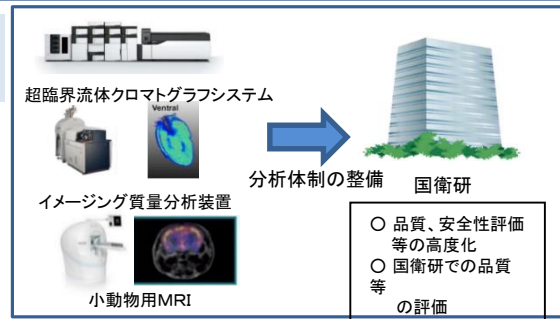 超臨界流体クロマトグラフシステム
Ventral
イメージング質量分析装置
小動物用MRI
分析体制の整備
国衛研
○ 品質、安全性評価
等の高度化
○ 国衛研での品質
等
の評価